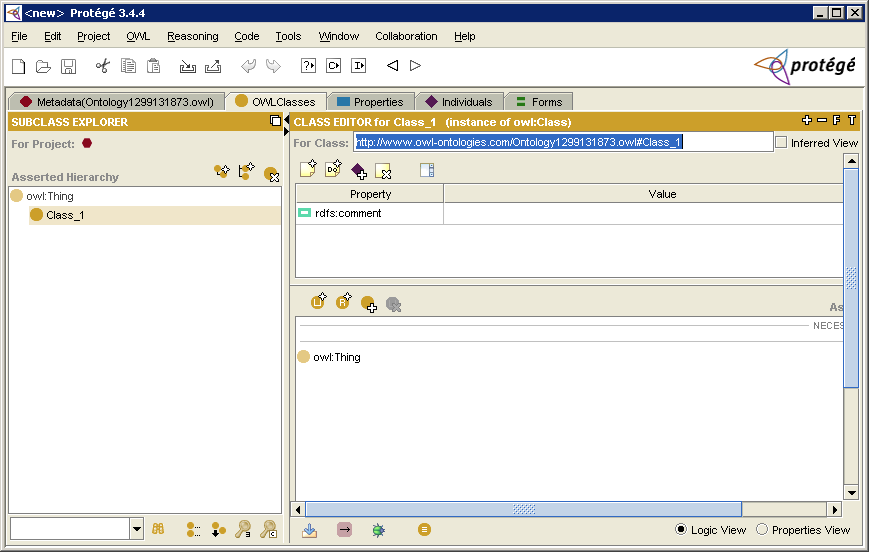 <new> Protégé 3.4.4
File Edit Project OWL Reasoning Code Tools Window Collaboration Help
protégé
Metadata(Ontology1299131873.owl) OWLClasses Properties Individuals Forms
SUBCLASS EXPLORER
CLASS EDITOR for Class_1 (instance of owl:Class) F T
For Project:
For Class: http://www.owl-ontologies.com/Ontology1299131873.owl#Class_1 Inferred View
Asserted Hierarchy
owl:Thing
Class_1
Property Value
rdfs:comment
As
NECES
owl:Thing
Logic View Properties View